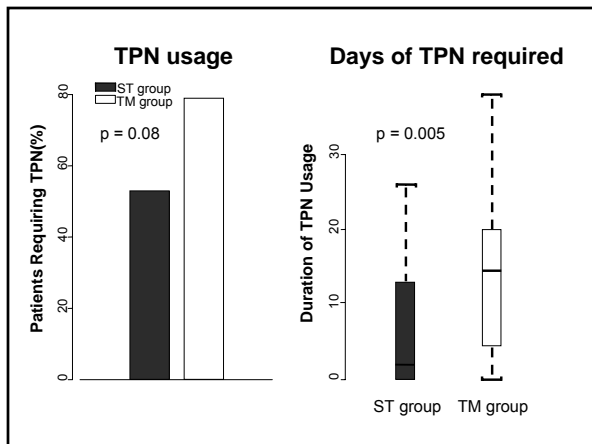 TPN usage
ST group
TM group
p = 0.08
Patients Requiring TPN(%)
80
60
40
20
0
Days of TPN required
p = 0.005
Duration of TPN Usage
30
20
10
0
ST group
TM group